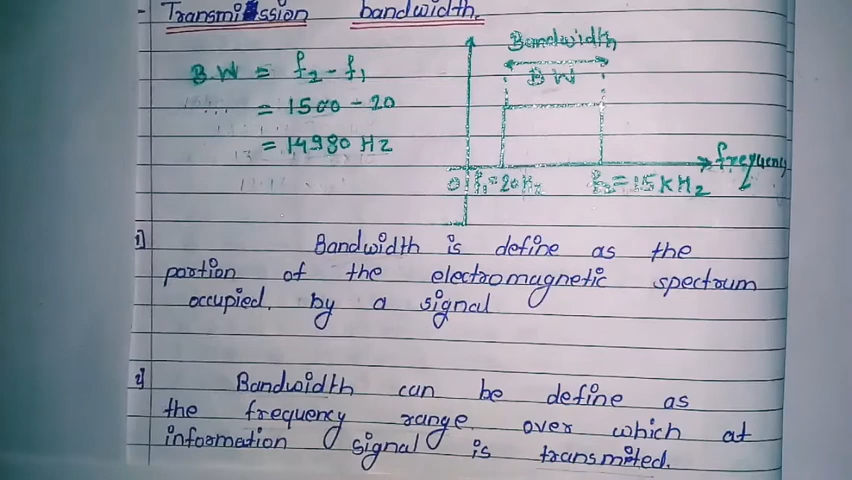 - Transmission bandwidth.
Bandwidth
BW = f2 - f1
BW
= 1500 - 20
= 14980 Hz
frequency
0 f1=20Hz f2=15KHz
1) Bandwidth is define as the
portion of the electromagnetic spectrum
occupied. by a signal
2) Bandwidth can be define as
the frequency range over which at
information signal is transmited.